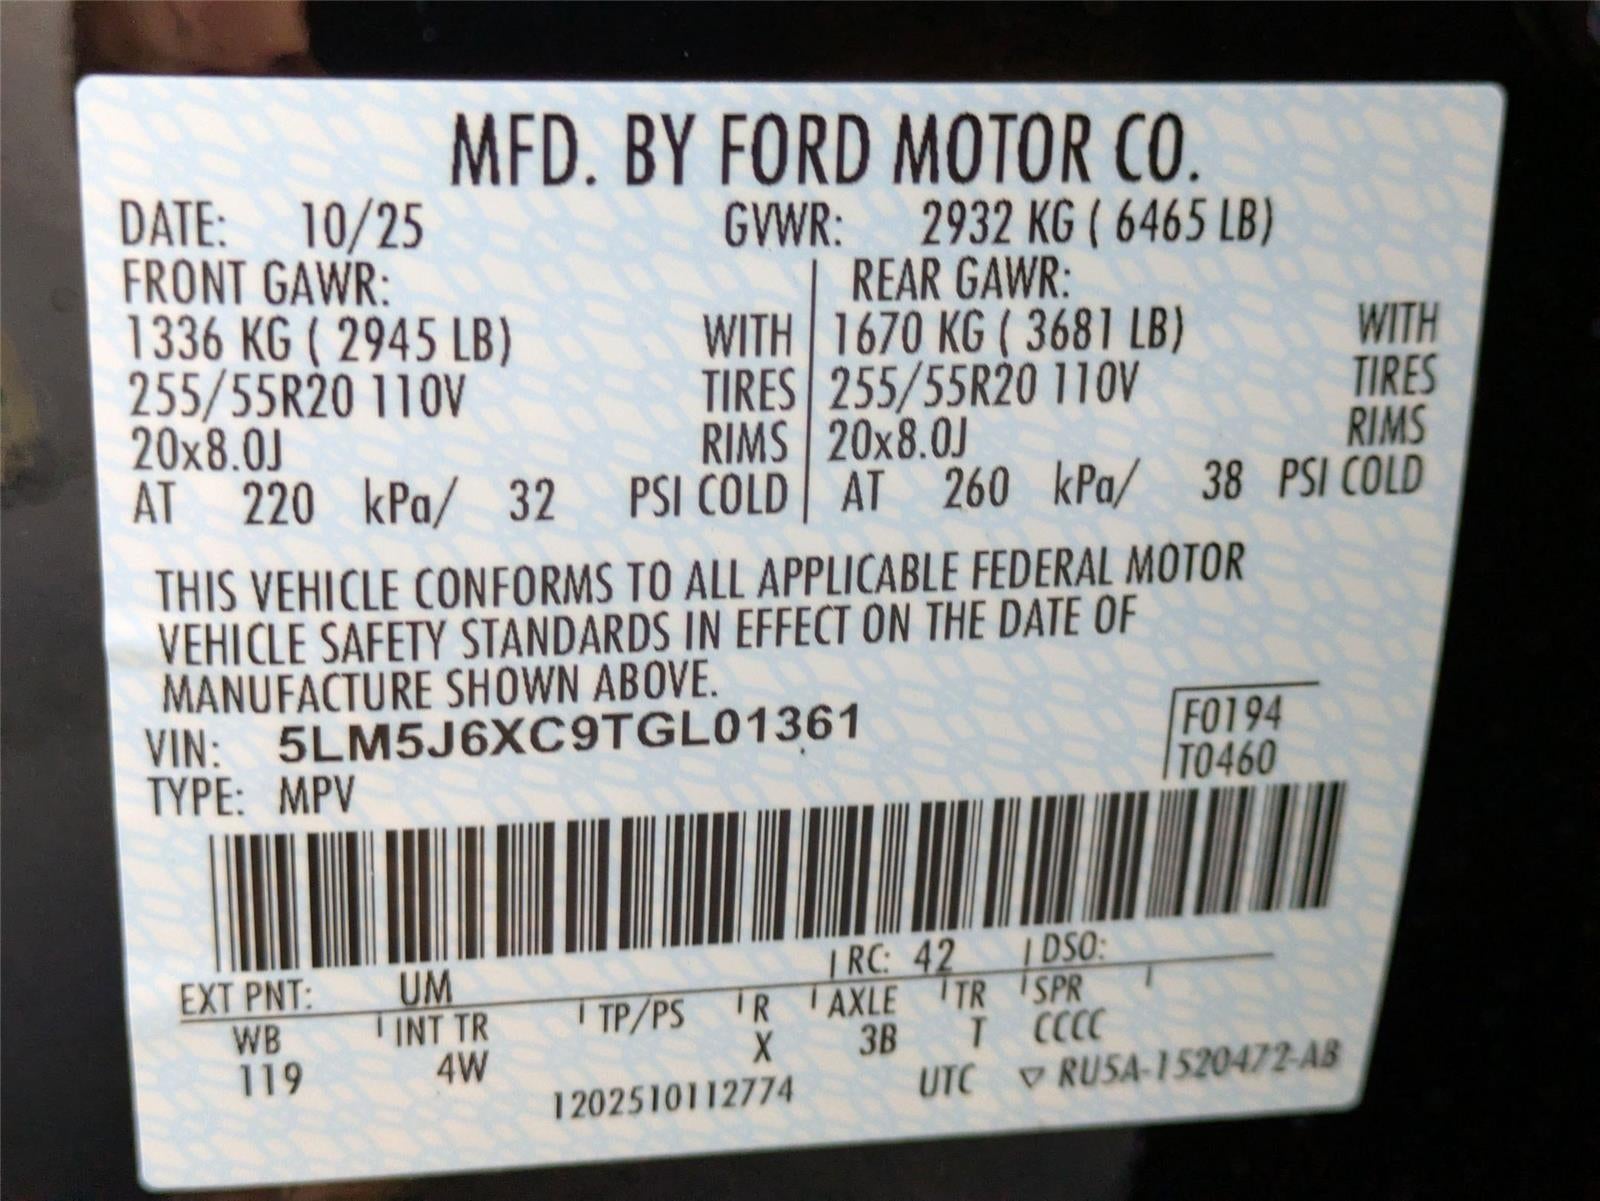 MFD. BY FORD MOTOR CO.
DATE: 10/25 GVWR: 2932 KG ( 6465 LB)
FRONT GAWR: REAR GAWR:
1336 KG ( 2945 LB) WITH 1670 KG ( 3681 LB) WITH
255/55R20 110V TIRES 255/55R20 110V TIRES
20x8.0J RIMS 20x8.0J RIMS
AT 220 kPa/ 32 PSI COLD AT 260 kPa/ 38 PSI COLD
THIS VEHICLE CONFORMS TO ALL APPLICABLE FEDERAL MOTOR
VEHICLE SAFETY STANDARDS IN EFFECT ON THE DATE OF
MANUFACTURE SHOWN ABOVE.
VIN: 5LM5J6XC9TGL01361 F0194
TYPE: MPV T0460
EXT PNT: UM RC: 42 DSO:
WB INT TR TP/PS R AXLE TR SPR
119 4W X 3B T CCCC
1202510112774 UTC ▽ RU5A-1520472-AB